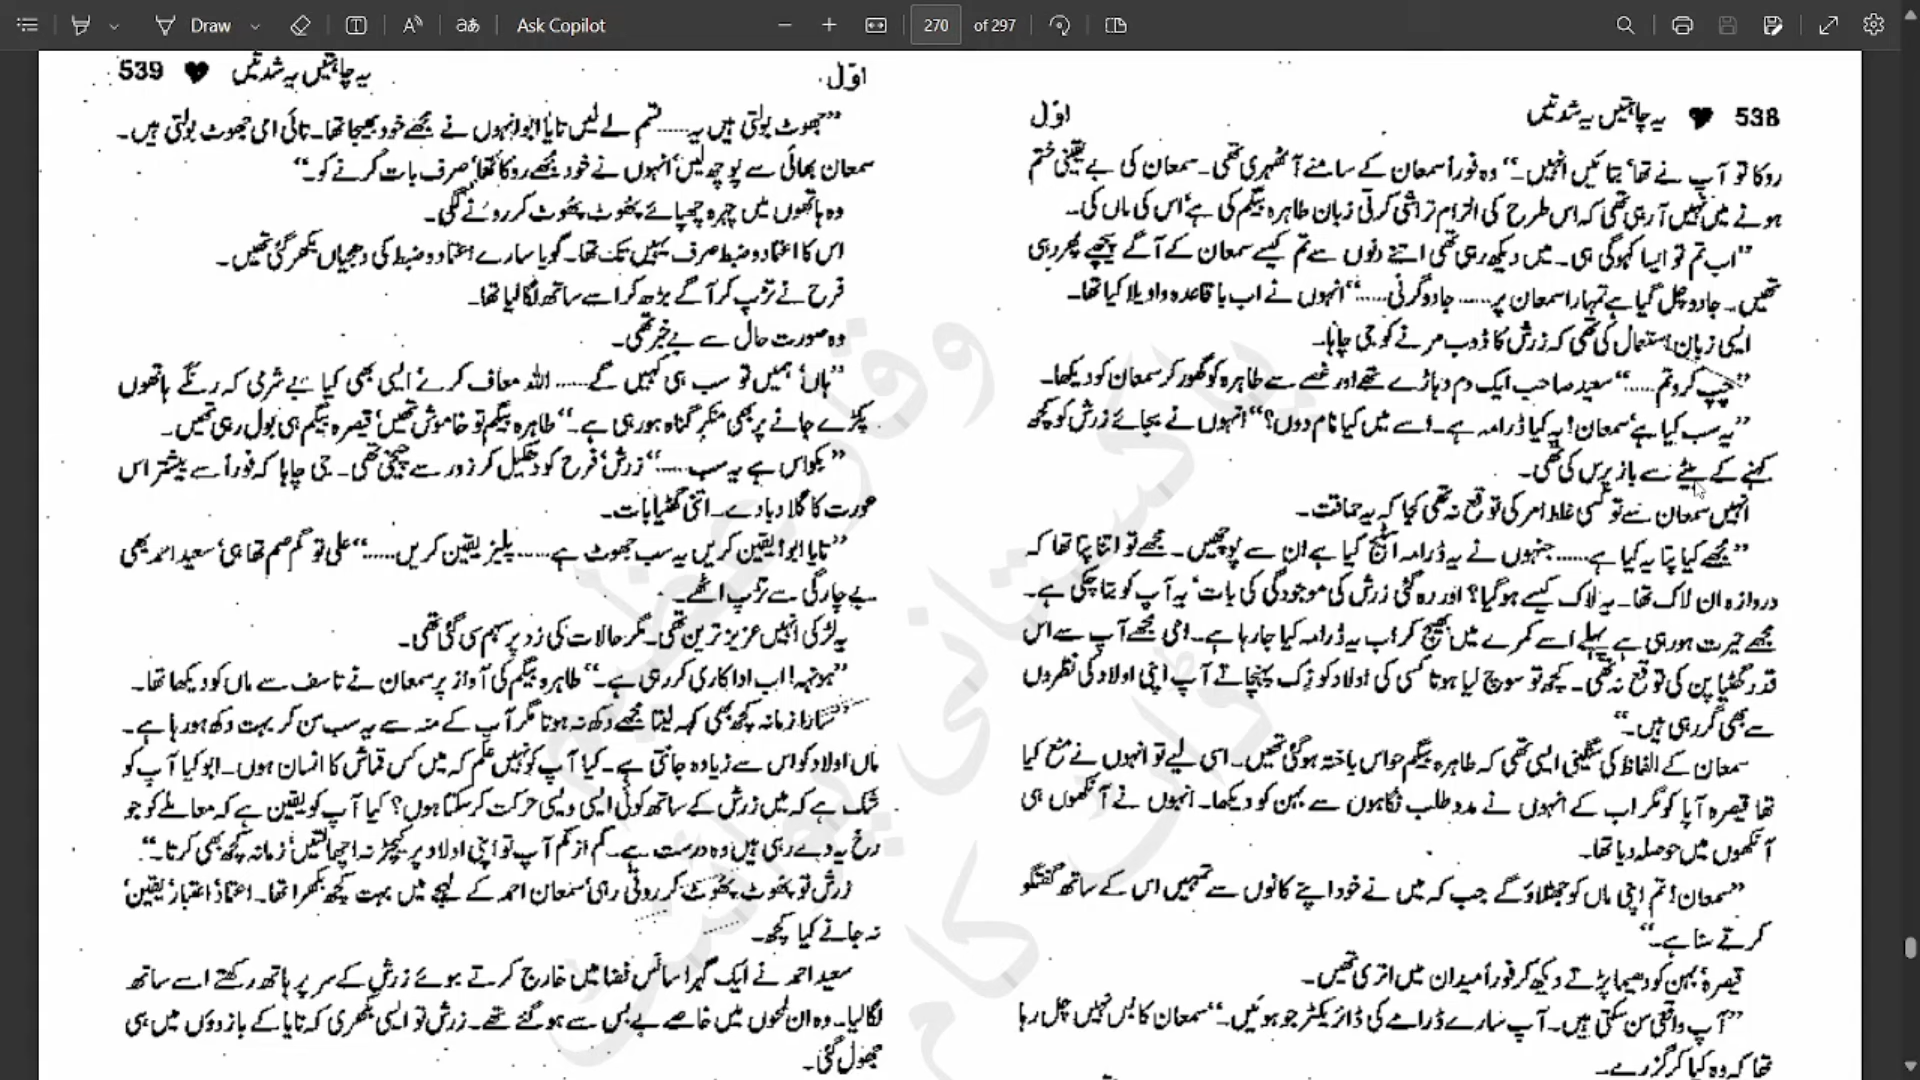 Draw
Ask Copilot
270 of 297
538 ♥ یہ چاہتیں یہ شدتیں
اوّل
روکا تو آپ نے تھا‘ بتائیں انہیں۔“ وہ فوراً سمعان کے سامنے آ ٹھہری تھی۔ سمعان کی بے یقینی ختم
ہونے میں نہیں آ رہی تھی کہ اس طرح کی الزام تراشی کرتی زبان طاہرہ بیگم کی ہے‘ اس کی ماں کی۔
”اب تم تو ایسا کہو گی ہی۔ میں دیکھ رہی تھی اتنے دنوں سے تم کیسے سمعان کے آگے پیچھے پھر رہی
تھیں۔ جادو چل گیا ہے تمہارا سمعان پر...... جادوگرنی......“ انہوں نے اب باقاعدہ واویلا کیا تھا۔
ایسی زبان استعمال کی تھی کہ زرش کا ڈوب مرنے کو جی چاہا۔
”چپ کرو تم......“ سعید صاحب ایک دم دہاڑے تھے اور غصے سے طاہرہ کو گھور کر سمعان کو دیکھا۔
”یہ سب کیا ہے‘ سمعان! یہ کیا ڈرامہ ہے۔ اسے میں کیا نام دوں؟“ انہوں نے بجائے زرش کو کچھ
کہنے کے بیٹے سے باز پرس کی تھی۔
انہیں سمعان سے تو کسی غلط امر کی توقع نہ تھی کیا کہ یہ حماقت۔
”مجھے کیا پتا یہ کیا ہے...... جنہوں نے یہ ڈرامہ اسٹیج کیا ہے ان سے پوچھیں۔ مجھے تو اتنا پتا تھا کہ
دروازہ ان لاک تھا۔ یہ لاک کیسے ہو گیا؟ اور رہ گئی زرش کی موجودگی کی بات‘ یہ آپ کو بتا چکی ہے۔
مجھے حیرت ہو رہی ہے پہلے اسے کمرے میں بھیج کر اب یہ ڈرامہ کیا جا رہا ہے۔ امی مجھے آپ سے اس
قدر گھٹیا پن کی توقع نہ تھی۔ کچھ تو سوچ لیا ہوتا کسی کی اولاد کو زک پہنچاتے آپ اپنی اولاد کی نظروں
سے بھی گر رہی ہیں۔“
سمعان کے الفاظ کی سنگینی ایسی تھی کہ طاہرہ بیگم حواس باختہ ہو گئی تھیں۔ اسی لیے تو انہوں نے منع کیا
تھا قیصرہ آپا کو مگر اب کے انہوں نے مدد طلب نگاہوں سے بہن کو دیکھا۔ انہوں نے آنکھوں ہی
آنکھوں میں حوصلہ دیا تھا۔
”سمعان! تم اپنی ماں کو جھٹلاؤ گے جب کہ میں نے خود اپنے کانوں سے تمہیں اس کے ساتھ گفتگو
کرتے سنا ہے۔“
قیصرہ بہن کو دھیما پڑتے دیکھ کر فوراً میدان میں اتری تھیں۔
”آپ واقعی سن سکتی ہیں۔ آپ سارے ڈرامے کی ڈائریکٹر جو ہوئیں۔“ سمعان کا بس نہیں چل رہا
تھا کہ وہ کیا کر گزرے۔
539 ♥ یہ چاہتیں یہ شدتیں
اوّل
”جھوٹ بولتی ہیں یہ...... قسم لے لیں تایا ابو انہوں نے مجھے خود بھیجا تھا۔ تائی امی جھوٹ بولتی ہیں۔
سمعان بھائی سے پوچھ لیں‘ انہوں نے خود مجھے روکا تھا‘ صرف بات کرنے کو۔“
وہ ہاتھوں میں چہرہ چھپائے پھوٹ پھوٹ کر رونے لگی۔
اس کا اعتماد و ضبط صرف یہیں تک تھا۔ گویا سارے اعتماد و ضبط کی دھجیاں بکھر گئی تھیں۔
فرح نے تڑپ کر آگے بڑھ کر اسے ساتھ لگا لیا تھا۔
وہ صورت حال سے بے خبر تھی۔
”ہاں‘ ہمیں تو سب ہی کہیں گے...... اللہ معاف کرے‘ ایسی بھی کیا بے شرمی کہ رنگے ہاتھوں
پکڑے جانے پر بھی منکر گناہ ہو رہی ہے۔“ طاہرہ بیگم تو خاموش تھیں‘ قیصرہ بیگم ہی بول رہی تھیں۔
”بکواس ہے یہ سب......“ زرش‘ فرح کو دھکیل کر زور سے چیخی تھی۔ جی چاہا کہ فوراً سے بیشتر اس
عورت کا گلا دبا دے۔ اتنی گھٹیا بات۔
”تایا ابو! یقین کریں یہ سب جھوٹ ہے...... پلیز یقین کریں......“ علی تو گم صم تھا ہی‘ سعید احمد بھی
بے چارگی سے تڑپ اٹھے۔
یہ لڑکی انہیں عزیز ترین تھی۔ مگر حالات کی زد پر سہم سی گئی تھی۔
”ہونہہ! اب اداکاری کر رہی ہے۔“ طاہرہ بیگم کی آواز پر سمعان نے تاسف سے ماں کو دیکھا تھا۔
”سارا زمانہ کچھ بھی کہہ لیتا مجھے دکھ نہ ہوتا مگر آپ کے منہ سے یہ سب سن کر بہت دکھ ہو رہا ہے۔
ماں اولاد کو اس سے زیادہ جانتی ہے۔ کیا آپ کو نہیں علم کہ میں کس قماش کا انسان ہوں۔ ابو کیا آپ کو
شک ہے کہ میں زرش کے ساتھ کوئی ایسی ویسی حرکت کر سکتا ہوں؟ کیا آپ کو یقین ہے کہ معاملے کو جو
رخ یہ دے رہی ہیں وہ درست ہے۔ کم از کم آپ تو اپنی اولاد پر کیچڑ نہ اچھالتیں‘ زمانہ کچھ بھی کرتا۔“
زرش تو پھوٹ پھوٹ کر روتی رہی‘ سمعان احمد کے لہجے میں بہت کچھ بکھرا تھا۔ اعتماد‘ اعتبار‘ یقین‘
نہ جانے کیا کچھ۔
سعید احمد نے ایک گہرا سانس فضا میں خارج کرتے ہوئے زرش کے سر پر ہاتھ رکھتے اسے ساتھ
لگا لیا۔ وہ ان لمحوں میں خاصے بے بس سے ہو گئے تھے۔ زرش تو ایسی بکھری کہ تایا کے بازوؤں میں ہی
جھول گئی۔